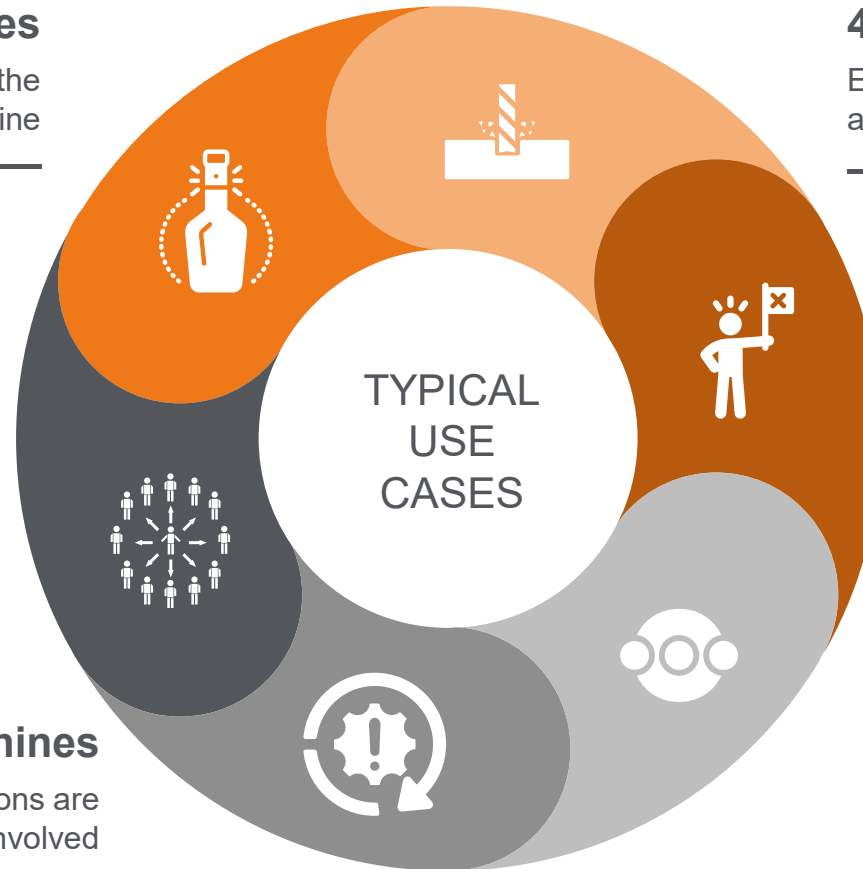 es
the
ine
4
E
a
TYPICAL
USE
CASES
hines
ons are
nvolved